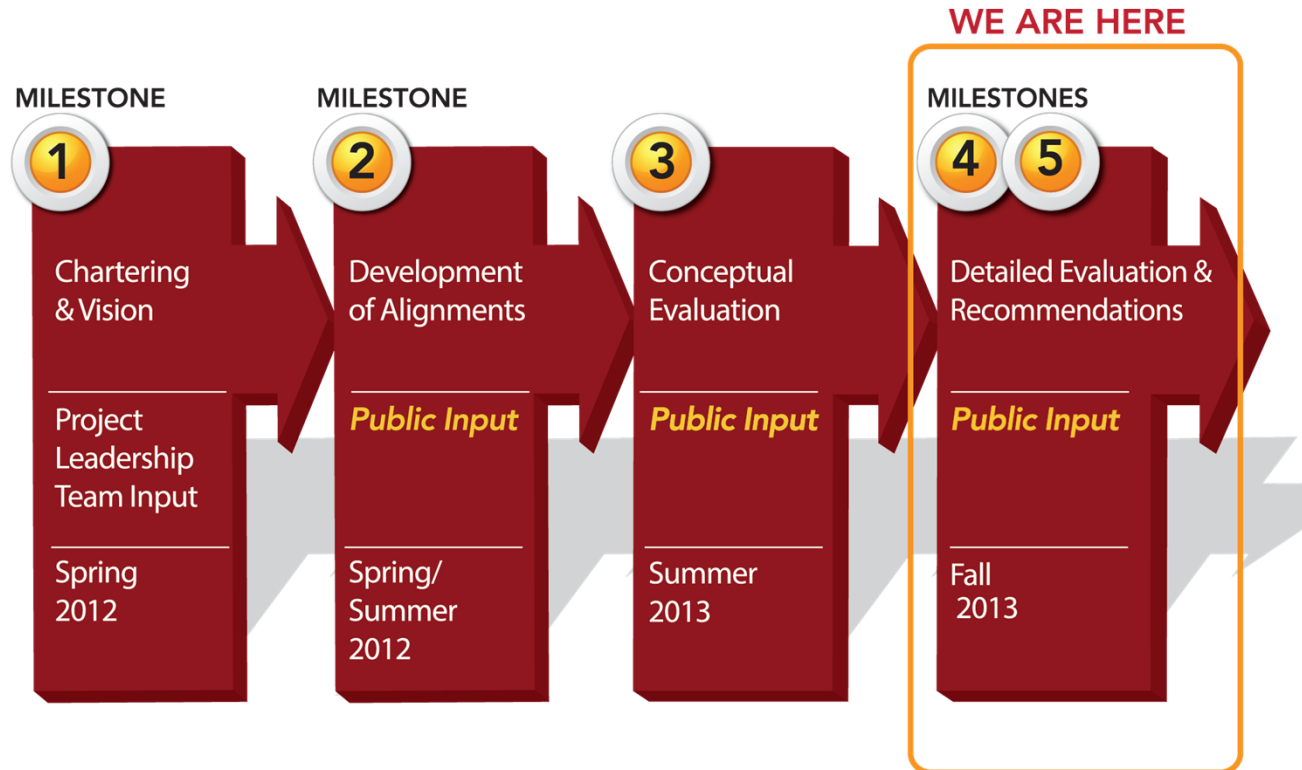 WE ARE HERE
MILESTONE
1
Chartering
& Vision
Project
Leadership
Team Input
Spring
2012
MILESTONE
2
Development
of Alignments
Public Input
Spring/
Summer
2012
3
Conceptual
Evaluation
Public Input
Summer
2013
MILESTONES
4 5
Detailed Evaluation &
Recommendations
Public Input
Fall
2013